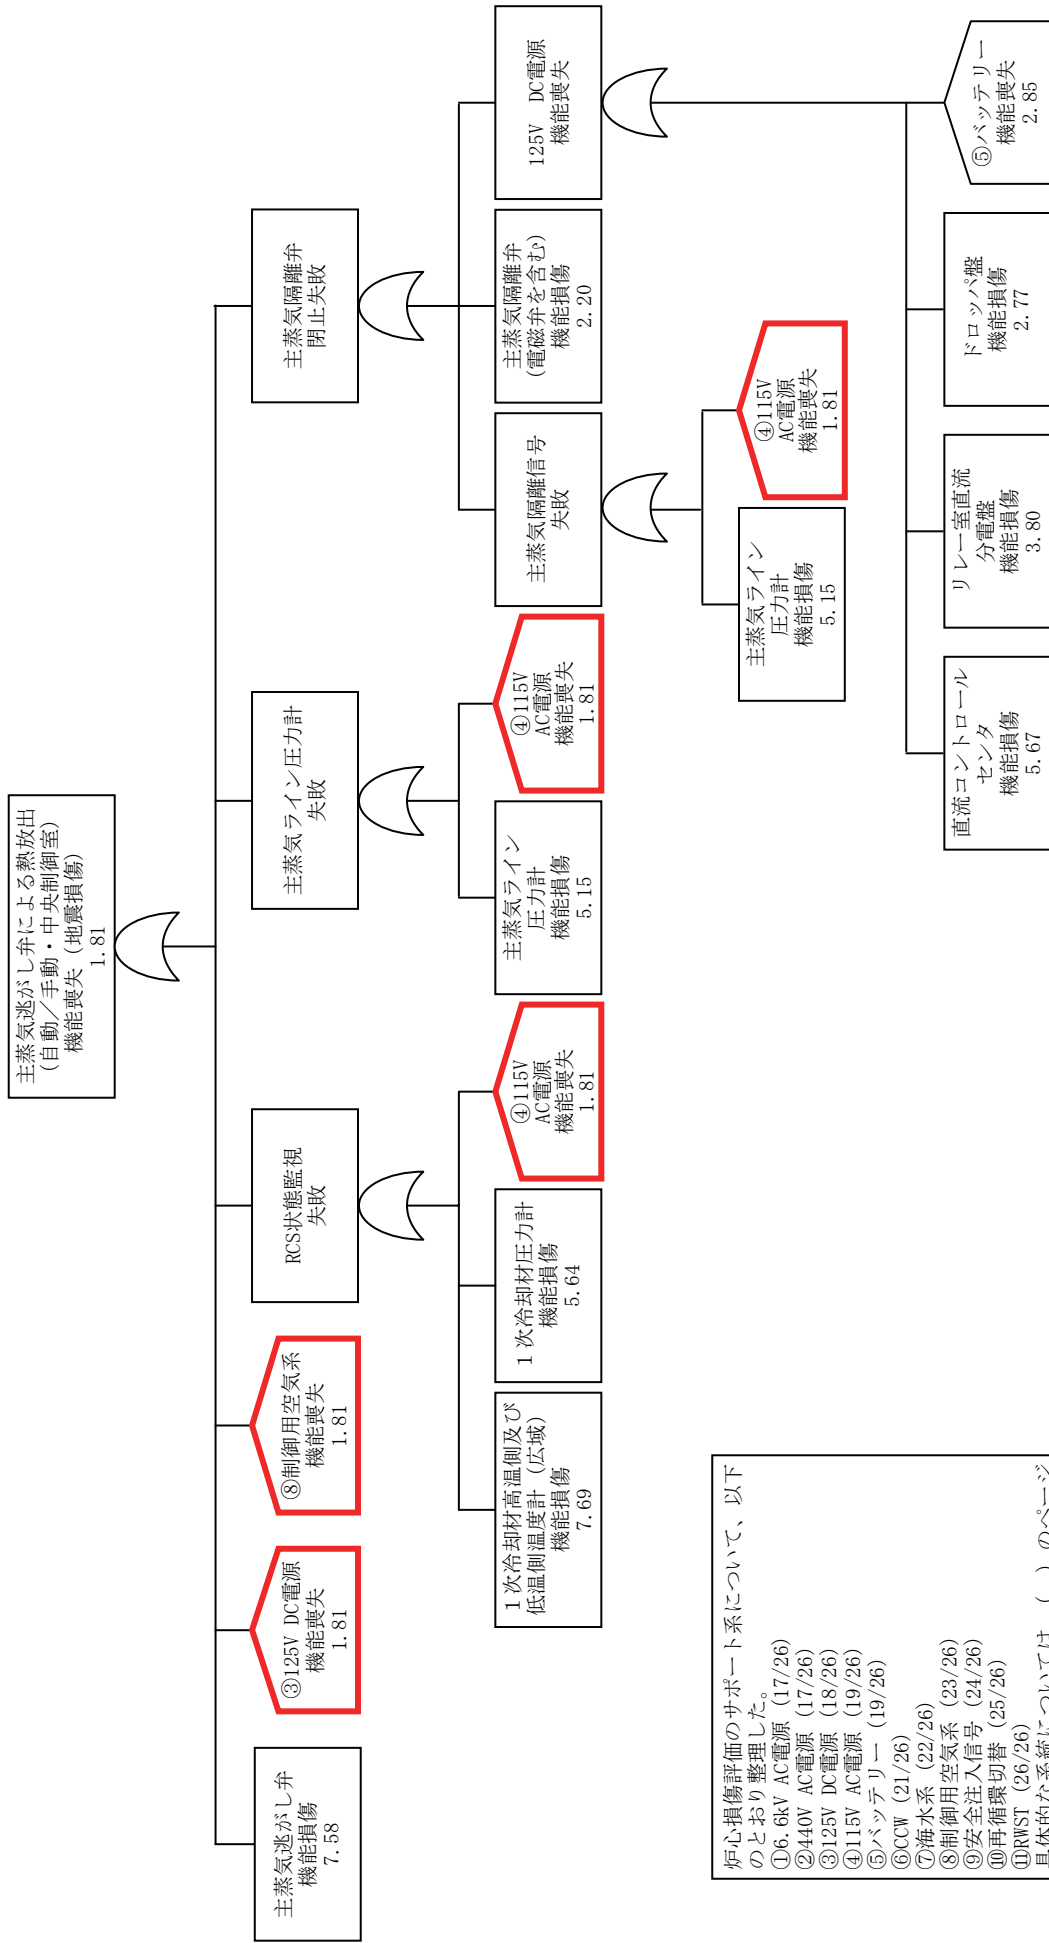 主蒸気逃がし弁による熱放出
(自動／手動・中央制御室)
機能喪失（地震損傷）
1.81
主蒸気逃がし弁
機能損傷
7.58
③125V DC電源
機能喪失
1.81
⑧制御用空気系
機能喪失
1.81
RCS状態監視
失敗
主蒸気ライン圧力計
失敗
主蒸気隔離弁
閉止失敗
１次冷却材高温側及び
低温側温度計（広域）
機能損傷
7.69
１次冷却材圧力計
機能損傷
5.64
④115V
AC電源
機能喪失
1.81
主蒸気ライン
圧力計
機能損傷
5.15
④115V
AC電源
機能喪失
1.81
主蒸気隔離信号
失敗
主蒸気隔離弁
(電磁弁を含む)
機能損傷
2.20
125V DC電源
機能喪失
主蒸気ライン
圧力計
機能損傷
5.15
④115V
AC電源
機能喪失
1.81
直流コントロール
センタ
機能損傷
5.67
リレー室直流
分電盤
機能損傷
3.80
ドロッパ盤
機能損傷
2.77
⑤バッテリー
機能喪失
2.85
炉心損傷評価のサポート系について、以下
のとおり整理した。
①6.6kV AC電源 (17/26)
②440V AC電源 (17/26)
③125V DC電源 (18/26)
④115V AC電源 (19/26)
⑤バッテリー (19/26)
⑥CCW (21/26)
⑦海水系 (22/26)
⑧制御用空気系 (23/26)
⑨安全注入信号 (24/26)
⑩再循環切替 (25/26)
⑪RWST (26/26)
具体的な系統については、( )のページ